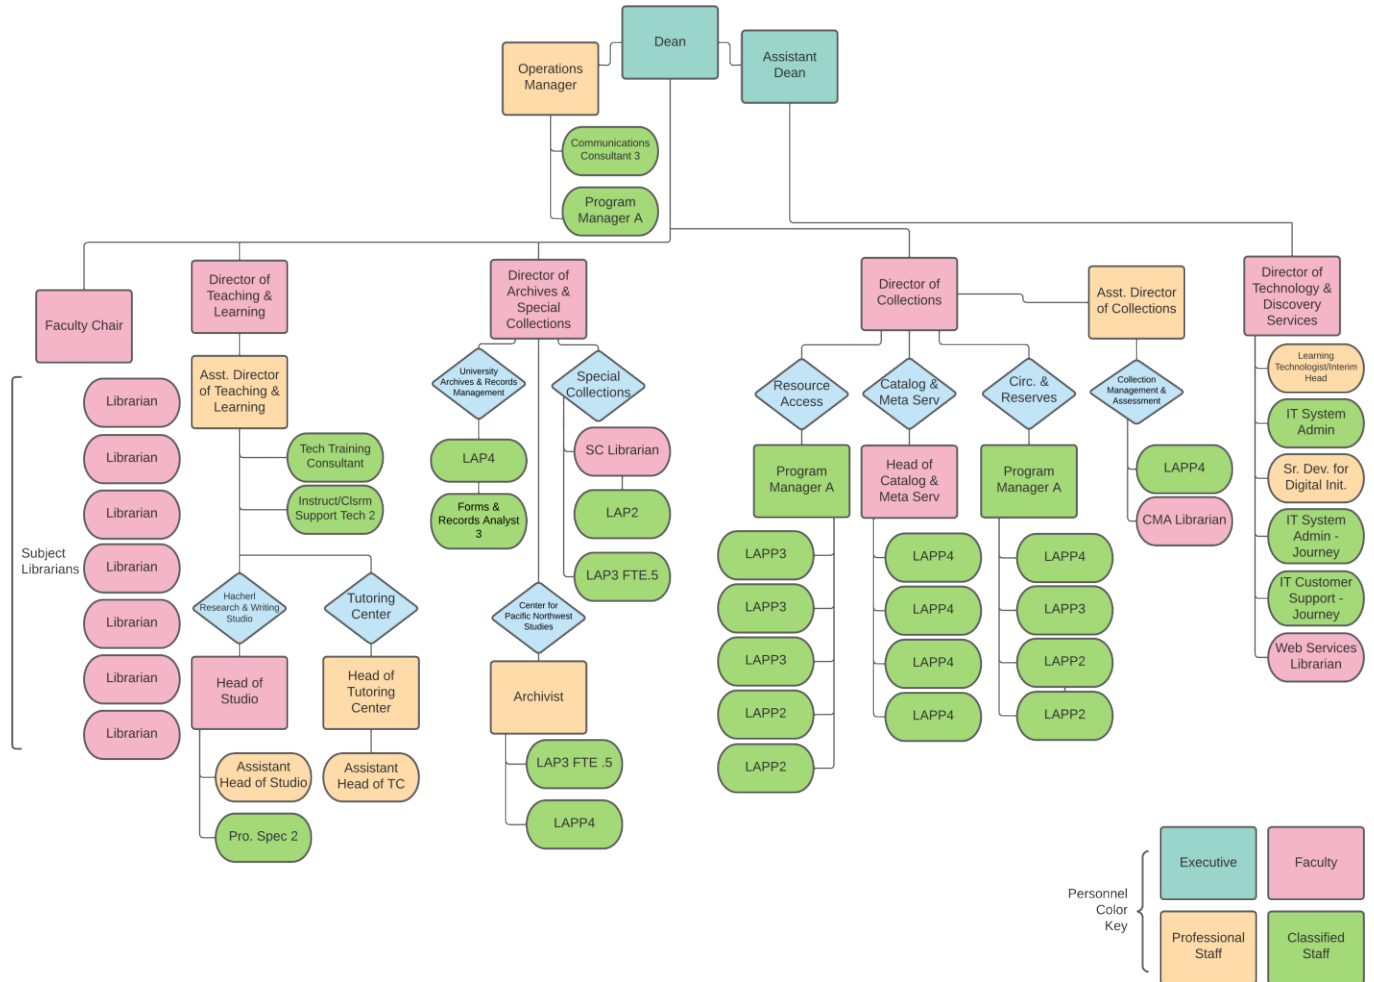 Dean
Operations
Manager
Assistant
Dean
Communications
Consultant 3
Program
Manager A
Faculty Chair
Director of
Teaching &
Learning
Director of
Archives &
Special
Collections
Director of
Collections
Asst. Director
of Collections
Director of
Technology &
Discovery
Services
Asst. Director
of Teaching &
Learning
Subject
Librarians
Librarian
Librarian
Librarian
Librarian
Librarian
Librarian
Librarian
Tech Training
Consultant
Instruct/Clsrm
Support Tech 2
Hacherl
Research & Writing
Studio
Tutoring
Center
Head of
Studio
Head of
Tutoring
Center
Assistant
Head of Studio
Assistant
Head of TC
Pro. Spec 2
University
Archives & Records
Management
Special
Collections
LAP4
Forms &
Records Analyst
3
SC Librarian
LAP2
LAP3 FTE.5
Center for
Pacific Northwest
Studies
Archivist
LAP3 FTE .5
LAPP4
Resource
Access
Catalog &
Meta Serv
Circ. &
Reserves
Collection
Management &
Assessment
Program
Manager A
Head of
Catalog &
Meta Serv
Program
Manager A
LAPP3
LAPP3
LAPP3
LAPP2
LAPP2
LAPP4
LAPP4
LAPP4
LAPP4
LAPP4
LAPP3
LAPP2
LAPP2
LAPP4
CMA Librarian
Learning
Technologist/Interim
Head
IT System
Admin
Sr. Dev. for
Digital Init.
IT System
Admin -
Journey
IT Customer
Support -
Journey
Web Services
Librarian
Personnel
Color
Key
Executive
Faculty
Professional
Staff
Classified
Staff